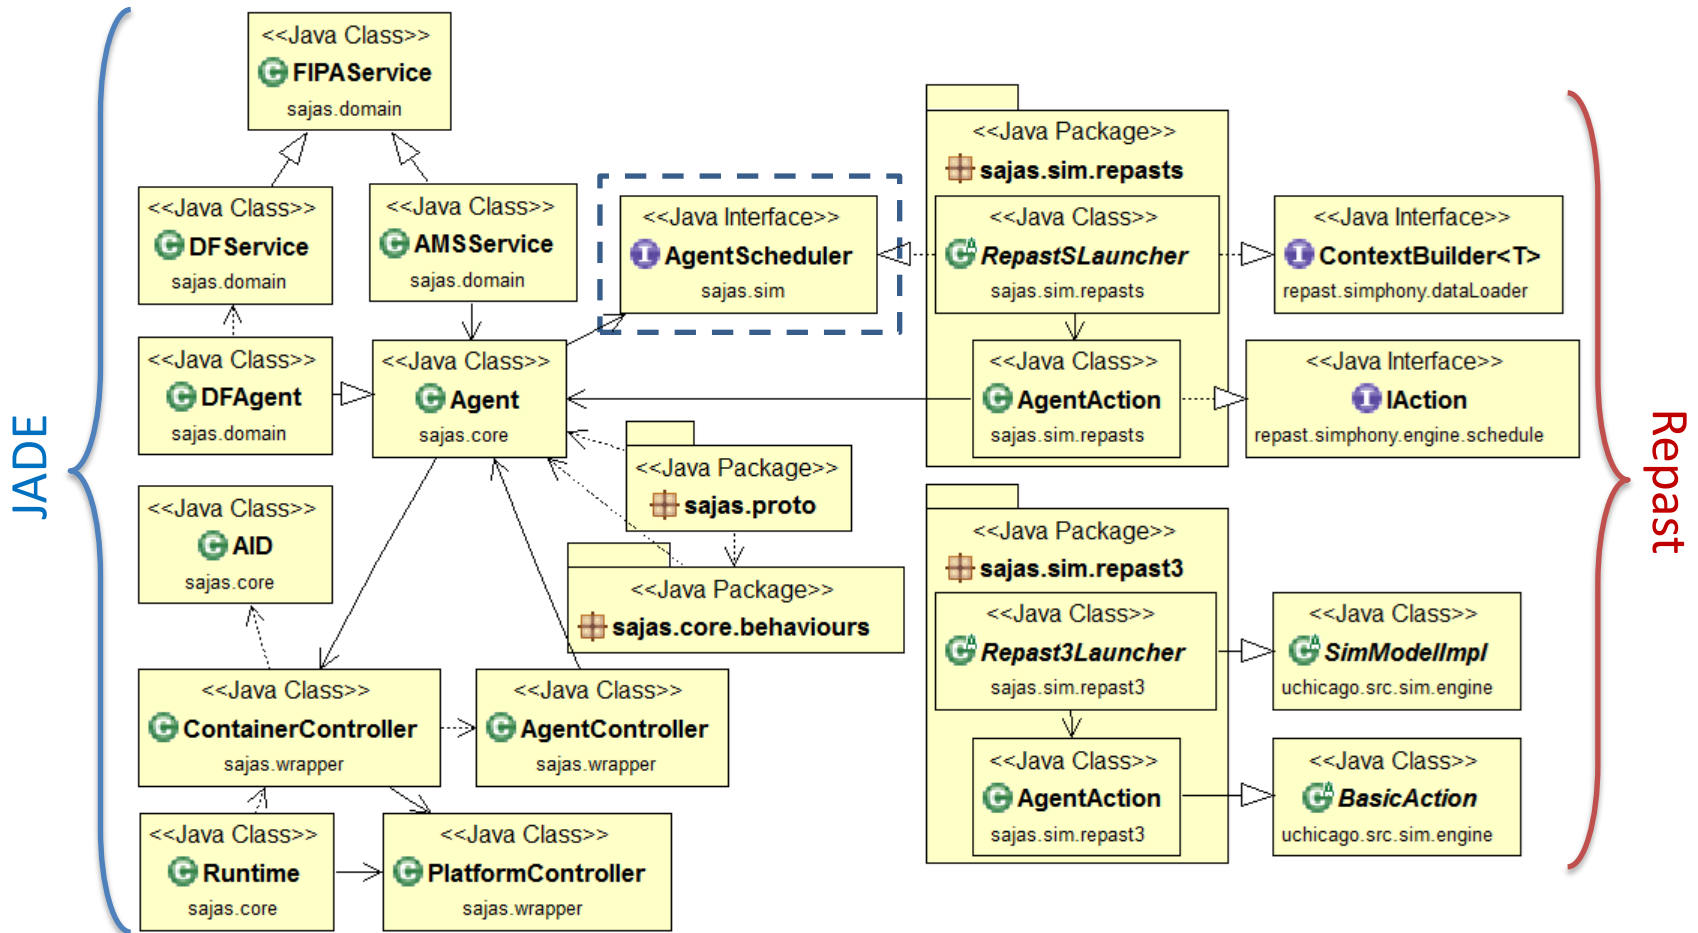 JADE
<<Java Class>>
FIPAService
sajas.domain
<<Java Class>>
DFService
sajas.domain
<<Java Class>>
AMSService
sajas.domain
<<Java Class>>
DFAgent
sajas.domain
<<Java Class>>
Agent
sajas.core
<<Java Interface>>
AgentScheduler
sajas.sim
<<Java Class>>
AID
sajas.core
<<Java Package>>
sajas.proto
<<Java Package>>
sajas.core.behaviours
<<Java Class>>
ContainerController
sajas.wrapper
<<Java Class>>
AgentController
sajas.wrapper
<<Java Class>>
Runtime
sajas.core
<<Java Class>>
PlatformController
sajas.wrapper
<<Java Package>>
sajas.sim.repasts
<<Java Class>>
RepastSLauncher
sajas.sim.repasts
<<Java Class>>
AgentAction
sajas.sim.repasts
<<Java Interface>>
ContextBuilder<T>
repast.simphony.dataLoader
<<Java Interface>>
IAction
repast.simphony.engine.schedule
<<Java Package>>
sajas.sim.repast3
<<Java Class>>
Repast3Launcher
sajas.sim.repast3
<<Java Class>>
AgentAction
sajas.sim.repast3
<<Java Class>>
SimModelImpl
uchicago.src.sim.engine
<<Java Class>>
BasicAction
uchicago.src.sim.engine
Repast